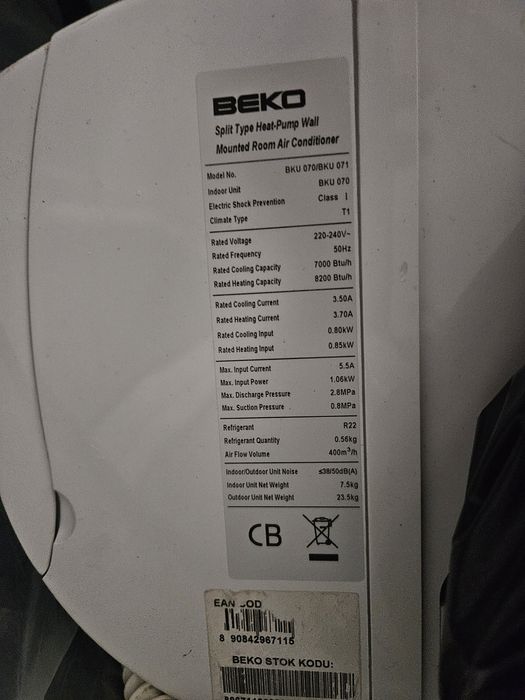 BEKO
Split Type Heat-Pump Wall
Mounted Room Air Conditioner
Model No. BKU 070/BKU 071
Indoor Unit BKU 070
Electric Shock Prevention Class I
Climate Type T1
Rated Voltage 220-240V~
Rated Frequency 50Hz
Rated Cooling Capacity 7000 Btu/h
Rated Heating Capacity 8200 Btu/h
Rated Cooling Current 3.50A
Rated Heating Current 3.70A
Rated Cooling Input 0.80kW
Rated Heating Input 0.85kW
Max. Input Current 5.5A
Max. Input Power 1.06kW
Max. Discharge Pressure 2.8MPa
Max. Suction Pressure 0.8MPa
Refrigerant R22
Refrigerant Quantity 0.56kg
Air Flow Volume 400m³/h
Indoor/Outdoor Unit Noise ≤38/50dB(A)
Indoor Unit Net Weight 7.5kg
Outdoor Unit Net Weight 23.5kg
CB
EAN
8 90842967115
BEKO STOK KODU: